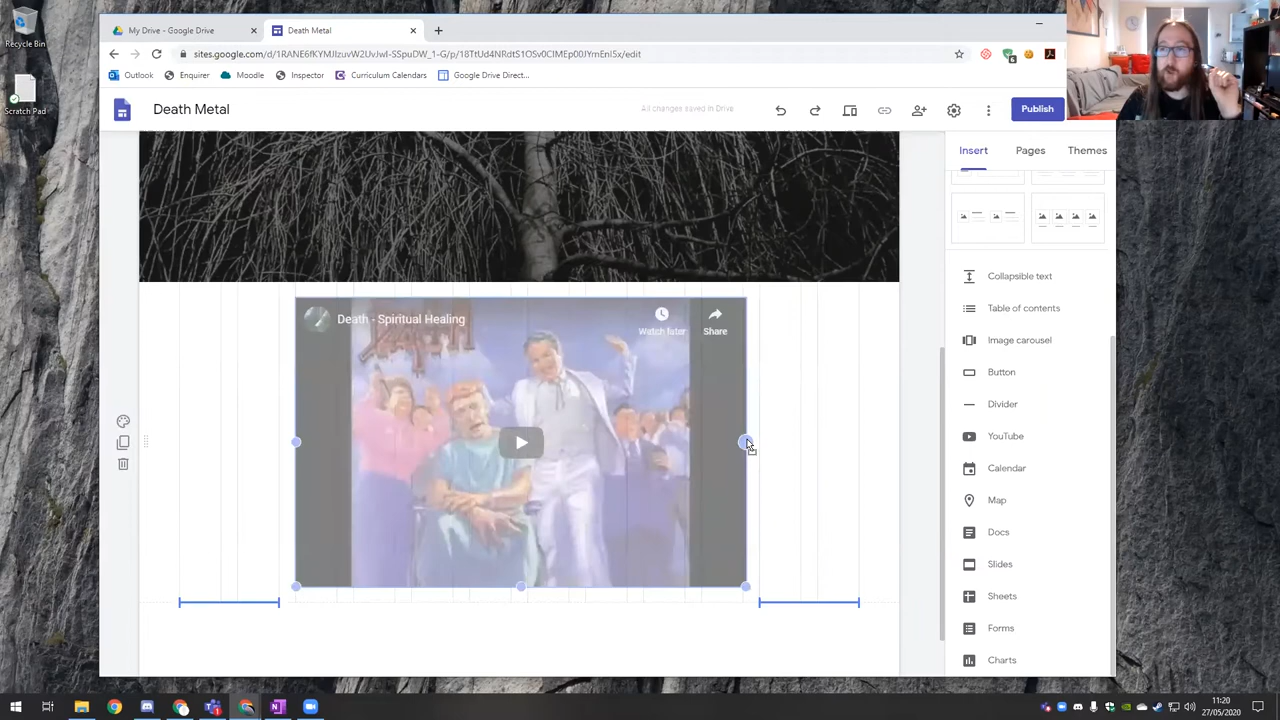 Recycle Bin
Scratch Pad
My Drive - Google Drive
Death Metal
sites.google.com/d/1RANE6fKYMJIzuvW2UvJwI-SSpuDW_1-G/p/18TtUd4NRdtS1OSv0CIMEp00JYmEnI5x/edit
6
Outlook
Enquirer
Moodle
Inspector
Curriculum Calendars
Google Drive Direct...
Death Metal
All changes saved in Drive
Publish
Insert
Pages
Themes
Death - Spiritual Healing
Watch later
Share
Collapsible text
Table of contents
Image carousel
Button
Divider
YouTube
Calendar
Map
Docs
Slides
Sheets
Forms
Charts
11:20
27/05/2020